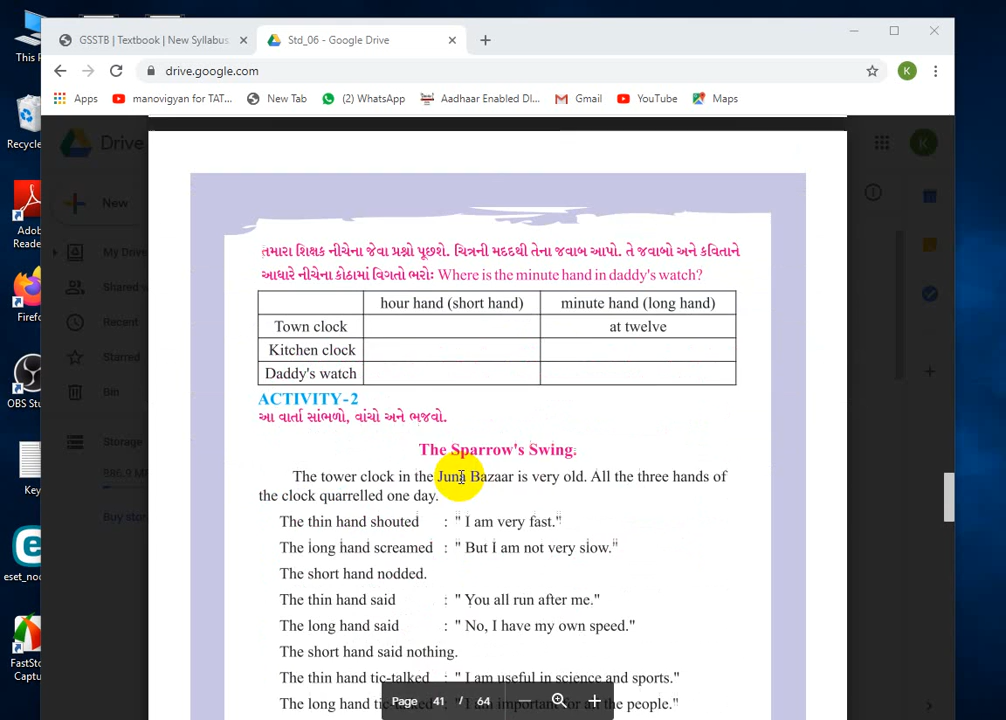 This P
GSSTB | Textbook | New Syllabus.
Std_06 - Google Drive
drive.google.com
K
Apps
manovigyan for TAT...
New Tab
(2) WhatsApp
Aadhaar Enabled DI...
Gmail
YouTube
Maps
Recycle
Drive
K
New
Adob
Reade
My Drive
Shared w
Recent
Firefo
Starred
Bin
OBS Stu
Storage
Buy stor
Key
eset_noc
FastSto
Captu
તમારા શિક્ષક નીચેના જેવા પ્રશ્નો પૂછશે. ચિત્રની મદદથી તેના જવાબ આપો. તે જવાબો અને કવિતાને
આધારે નીચેના કોઠામાં વિગતો ભરોઃ Where is the minute hand in daddy's watch?
hour hand (short hand) minute hand (long hand)
Town clock at twelve
Kitchen clock
Daddy's watch
ACTIVITY-2
આ વાર્તા સાંભળો, વાંચો અને ભજવો.
The Sparrow's Swing.
The tower clock in the Juna Bazaar is very old. All the three hands of
the clock quarrelled one day.
The thin hand shouted : " I am very fast."
The long hand screamed : " But I am not very slow."
The short hand nodded.
The thin hand said : " You all run after me."
The long hand said : " No, I have my own speed."
The short hand said nothing.
The thin hand tic-talked : " I am useful in science and sports."
The long hand tic-talked : " I am important for all the people."
Page 41 / 64